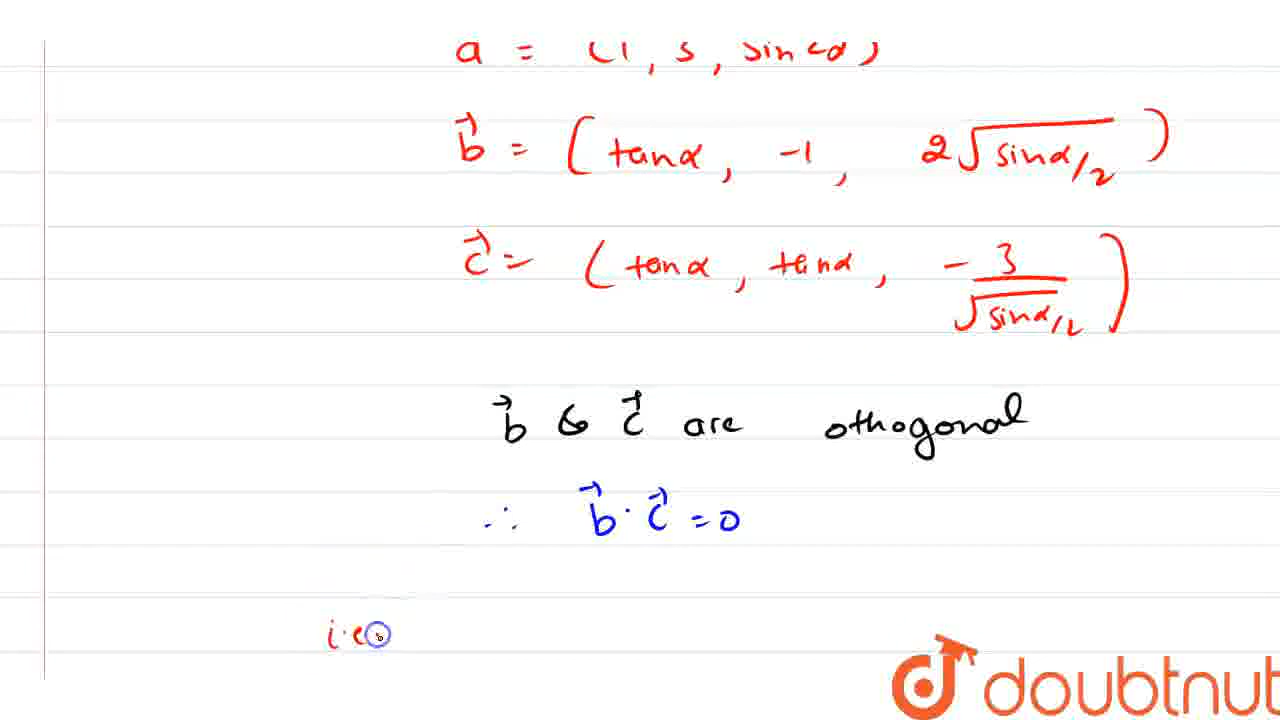 a = (1, 3, sin2α)
b⃗ = (tanα, -1, 2√sinα/2)
c⃗ = (tanα, tanα, -3/√sinα/2)
b⃗ & c⃗ are othogonal
∴ b⃗·c⃗ = 0
i.e.
doubtnut